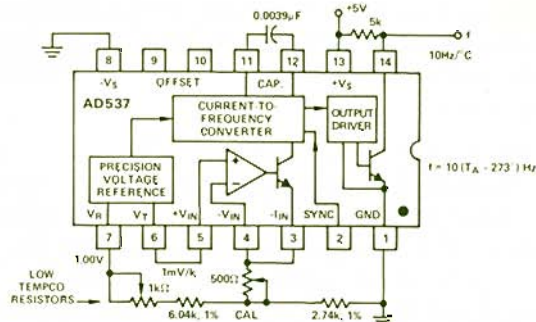 +5V
0.0039μF
5k
f
10Hz/°C
8 9 10 11 12 13 14
-VS OFFSET CAP. +VS
AD537
CURRENT-TO-
FREQUENCY
CONVERTER
OUTPUT
DRIVER
PRECISION
VOLTAGE
REFERENCE
+
−
f = 10 (TA - 273°) Hz
VR VT +VIN -VIN -IIN SYNC GND
7 6 5 4 3 2 1
1.00V
1mV/k
500Ω
LOW
TEMPCO
RESISTORS
1kΩ
6.04k, 1%
CAL
2.74k, 1%